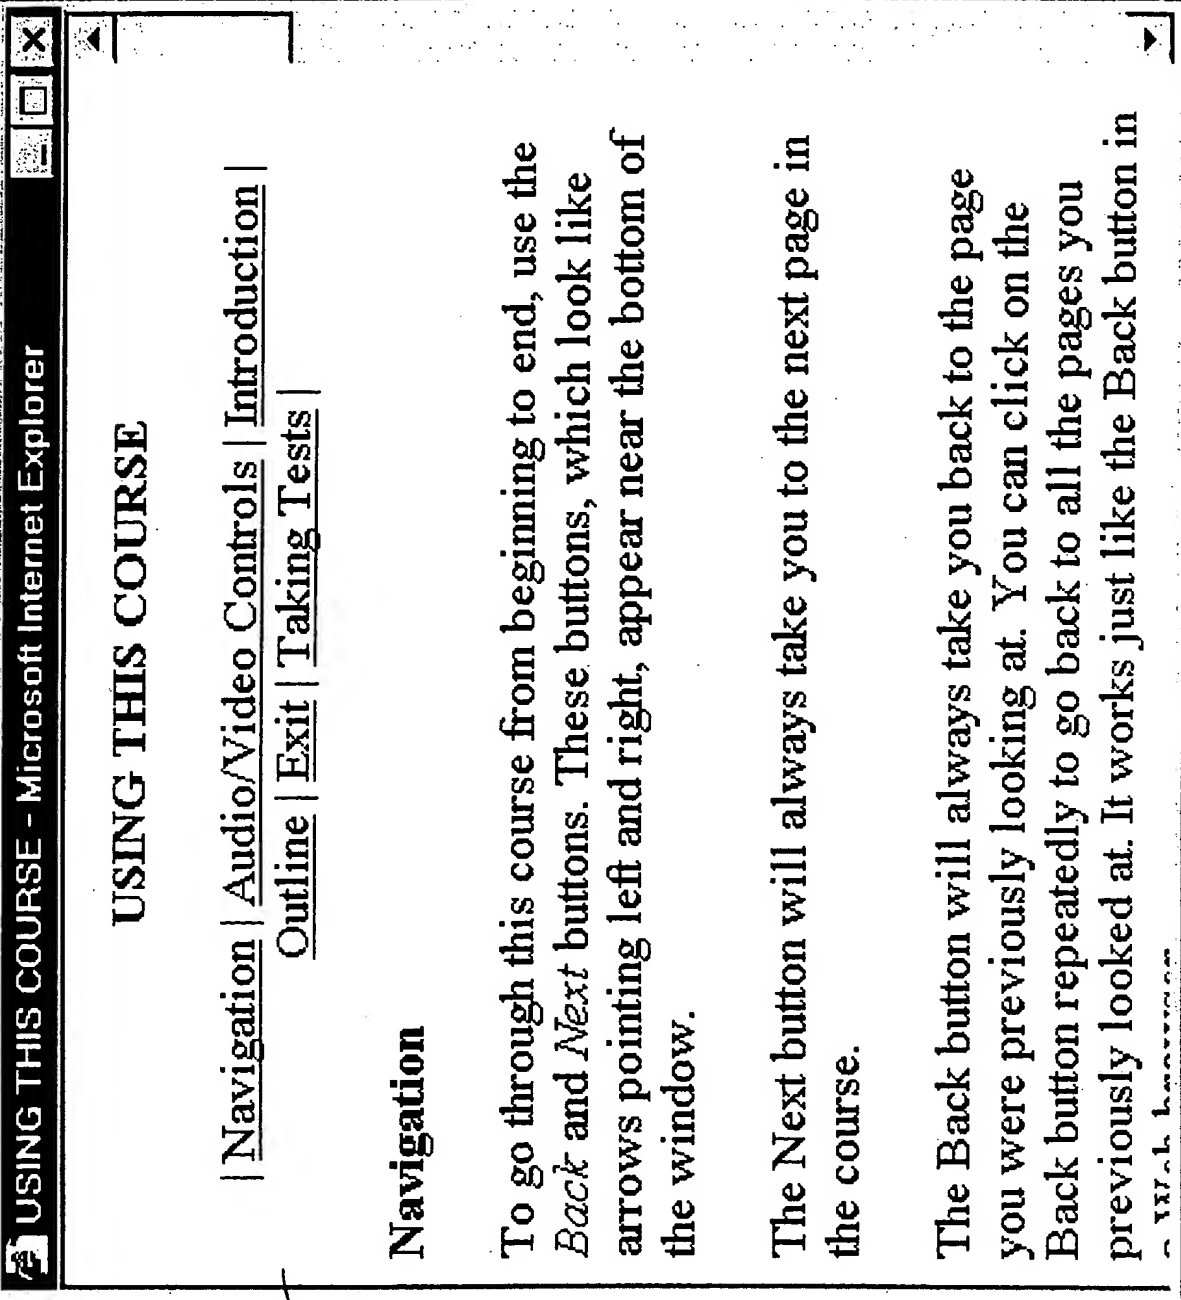 USING THIS COURSE - Microsoft Internet Explorer
USING THIS COURSE
| Navigation | Audio/Video Controls | Introduction |
Outline | Exit | Taking Tests |
Navigation
To go through this course from beginning to end, use the
Back and Next buttons. These buttons, which look like
arrows pointing left and right, appear near the bottom of
the window.
The Next button will always take you to the next page in
the course.
The Back button will always take you back to the page
you were previously looking at. You can click on the
Back button repeatedly to go back to all the pages you
previously looked at. It works just like the Back button in
a Web browser.